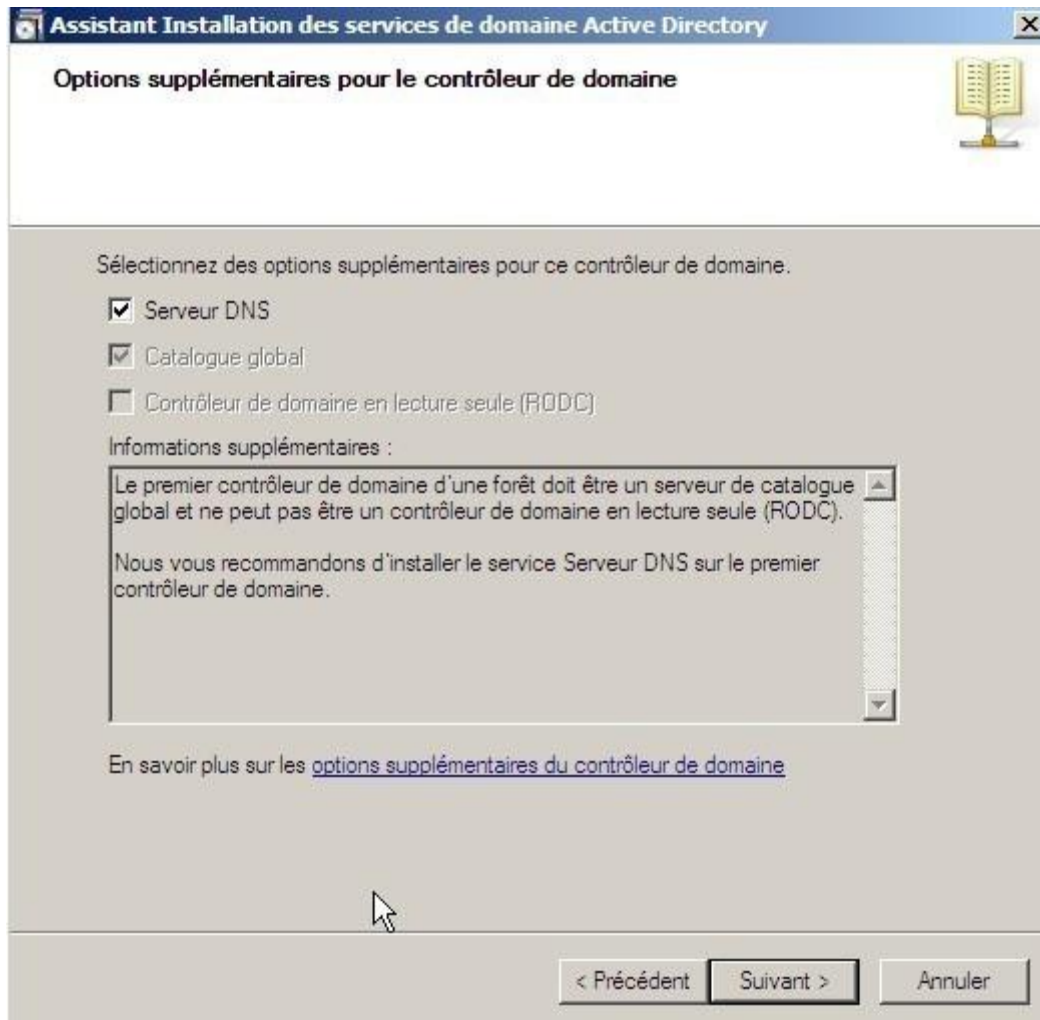 Assistant Installation des services de domaine Active Directory
Options supplémentaires pour le contrôleur de domaine
Sélectionnez des options supplémentaires pour ce contrôleur de domaine.
Serveur DNS
Catalogue global
Contrôleur de domaine en lecture seule (RODC)
Informations supplémentaires :
Le premier contrôleur de domaine d'une forêt doit être un serveur de catalogue
global et ne peut pas être un contrôleur de domaine en lecture seule (RODC).
Nous vous recommandons d'installer le service Serveur DNS sur le premier
contrôleur de domaine.
En savoir plus sur les options supplémentaires du contrôleur de domaine
< Précédent Suivant > Annuler